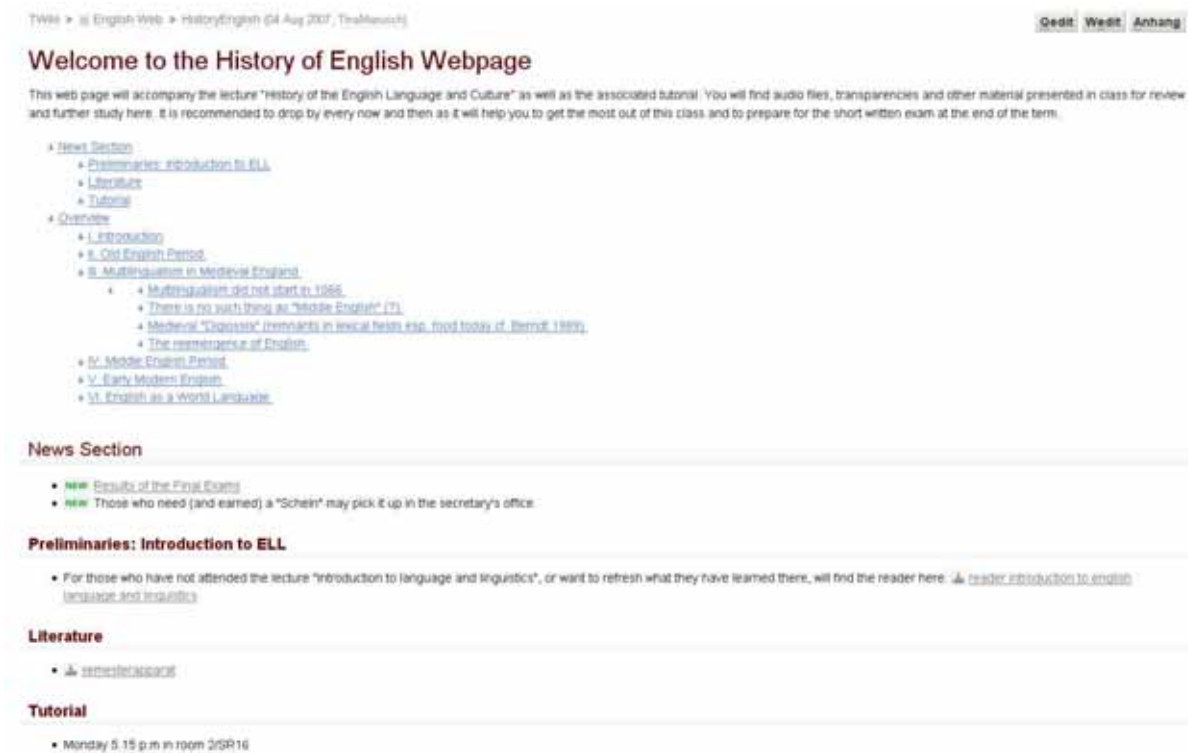 TWiki > English Web > HistoryEnglish (04 Aug 2007, TinaManusch)
Qedit Wedit Anhang
Welcome to the History of English Webpage
This web page will accompany the lecture "History of the English Language and Culture" as well as the associated tutorial. You will find audio files, transparencies and other material presented in class for review
and further study here. It is recommended to drop by every now and then as it will help you to get the most out of this class and to prepare for the short written exam at the end of the term.
News Section
Preliminaries: Introduction to ELL
Literature
Tutorial
Overview
I. Introduction
II. Old English Period
III. Multilingualism in Medieval England
Multilingualism did not start in 1066
There is no such thing as "Middle English" (?)
Medieval "Diglossia" (remnants in lexical fields esp. food today cf. Berndt 1989)
The reemergence of English
IV. Middle English Period
V. Early Modern English
VI. English as a World Language
News Section
NEW Results of the Final Exams
NEW Those who need (and earned) a "Schein" may pick it up in the secretary's office.
Preliminaries: Introduction to ELL
For those who have not attended the lecture "Introduction to language and linguistics", or want to refresh what they have learned there, will find the reader here: reader introduction to english
language and linguistics
Literature
semesterapparat
Tutorial
Monday 5.15 p.m in room 2/SR16